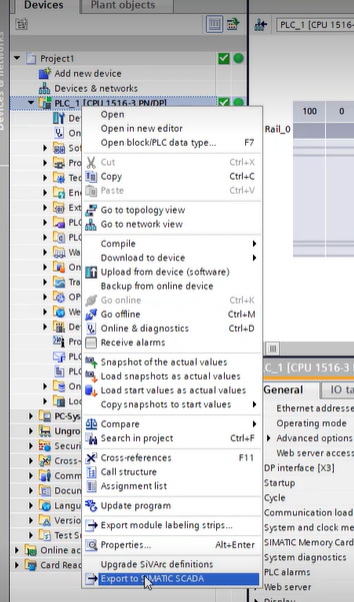 Devices
Plant objects
Devices & n
PLC_1 [CPU 1516
Project1
Add new device
Devices & networks
PLC_1 [CPU 1516-3 PN/DP]
Open
Open in new editor
Open block/PLC data type... F7
Cut Ctrl+X
Copy Ctrl+C
Paste Ctrl+V
Go to topology view
Go to network view
Compile
Download to device
Upload from device (software)
Backup from online device
Go online Ctrl+K
Go offline Ctrl+M
Online & diagnostics Ctrl+D
Receive alarms
Snapshot of the actual values
Load snapshots as actual values
Load start values as actual values
Copy snapshots to start values
Compare
Search in project Ctrl+F
Cross-references F11
Call structure
Assignment list
Update program
Export module labeling strips...
Properties... Alt+Enter
Upgrade SiVArc definitions
Export to SIMATIC SCADA
De
On
Sof
Pro
Tec
Ene
Ext
PLC
PLC
Wa
On
Tra
OP
We
De
Pro
PLC
PLC
On
Loc
PC-Sys
Ungro
Securi
Cross-
Comm
Docun
Langu
Versio
Test S
Online ac
Card Read
100 0
Rail_0
LC_1 [CPU 1516-3
General
IO ta
Ethernet addresse
Operating mode
Advanced options
Web server access
DP interface [X3]
Startup
Cycle
Communication load
System and clock me
SIMATIC Memory Card
System diagnostics
PLC alarms
Web server
Display